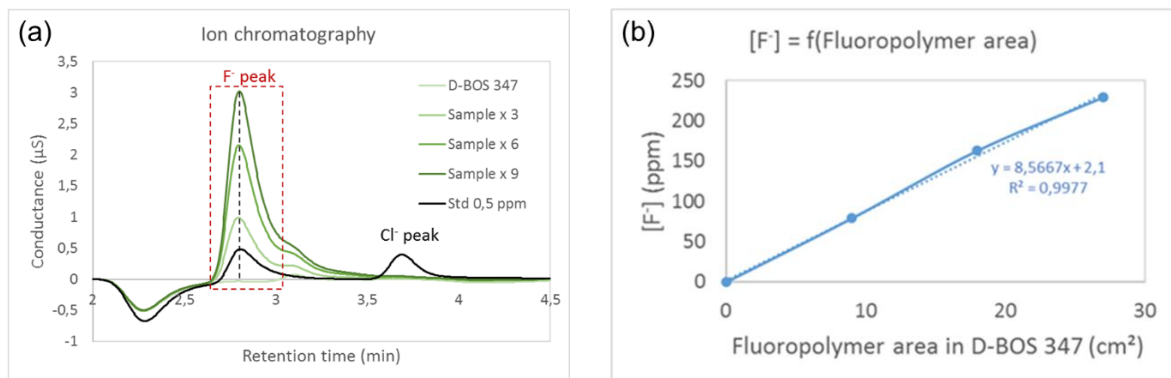 (a)
Ion chromatography
3,5
3
2,5
2
1,5
1
0,5
0
-0,5
-1
Conductance (µS)
2
2,5
3
3,5
4
4,5
Retention time (min)
F⁻ peak
Cl⁻ peak
D-BOS 347
Sample x 3
Sample x 6
Sample x 9
Std 0,5 ppm
(b)
[F⁻] = f(Fluoropolymer area)
250
200
150
100
50
0
[F⁻] (ppm)
y = 8,5667x + 2,1
R² = 0,9977
0
10
20
30
Fluoropolymer area in D-BOS 347 (cm²)